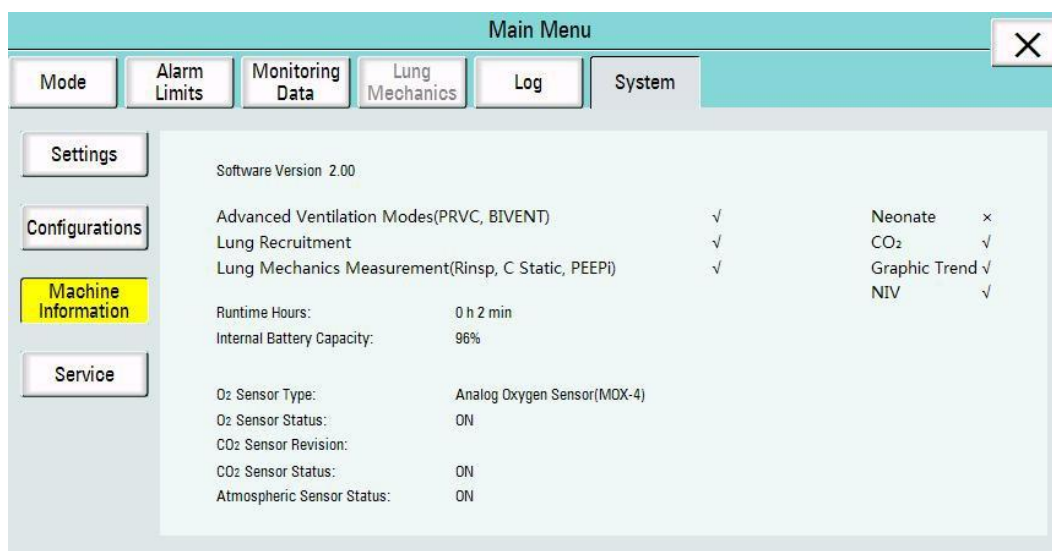 Main Menu
×
Mode
Alarm
Limits
Monitoring
Data
Lung
Mechanics
Log
System
Settings
Configurations
Machine
Information
Service
Software Version 2.00
Advanced Ventilation Modes(PRVC, BIVENT) √
Lung Recruitment √
Lung Mechanics Measurement(Rinsp, C Static, PEEPi) √
Neonate ×
CO₂ √
Graphic Trend √
NIV √
Runtime Hours: 0 h 2 min
Internal Battery Capacity: 96%
O₂ Sensor Type: Analog Oxygen Sensor(MOX-4)
O₂ Sensor Status: ON
CO₂ Sensor Revision:
CO₂ Sensor Status: ON
Atmospheric Sensor Status: ON